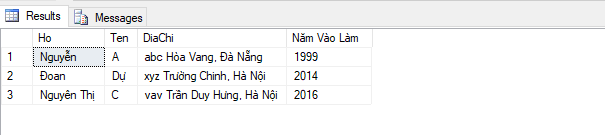 Results Messages
Ho Ten DiaChi Năm Vào Làm
1 Nguyễn A abc Hòa Vang, Đà Nẵng 1999
2 Đoan Dự xyz Trường Chinh, Hà Nội 2014
3 Nguyên Thị C vav Trần Duy Hưng, Hà Nội 2016